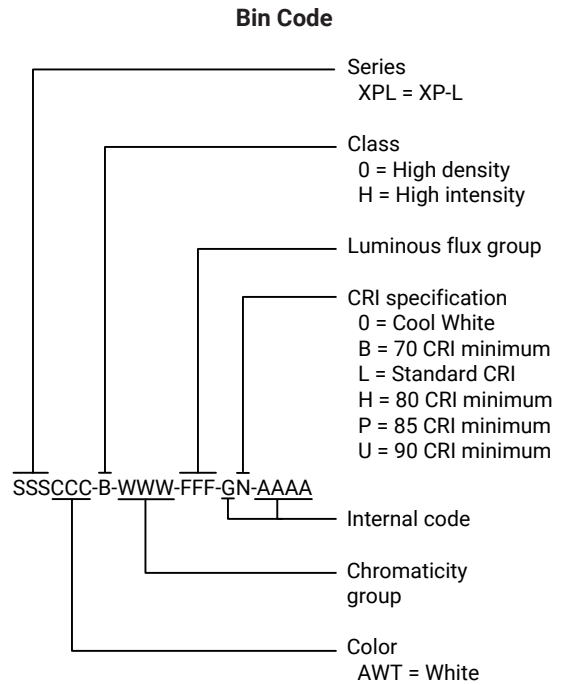 Bin Code
Series
XPL = XP-L
Class
0 = High density
H = High intensity
Luminous flux group
CRI specification
0 = Cool White
B = 70 CRI minimum
L = Standard CRI
H = 80 CRI minimum
P = 85 CRI minimum
U = 90 CRI minimum
SSSCCC-B-WWW-FFF-GN-AAAA
Internal code
Chromaticity
group
Color
AWT = White